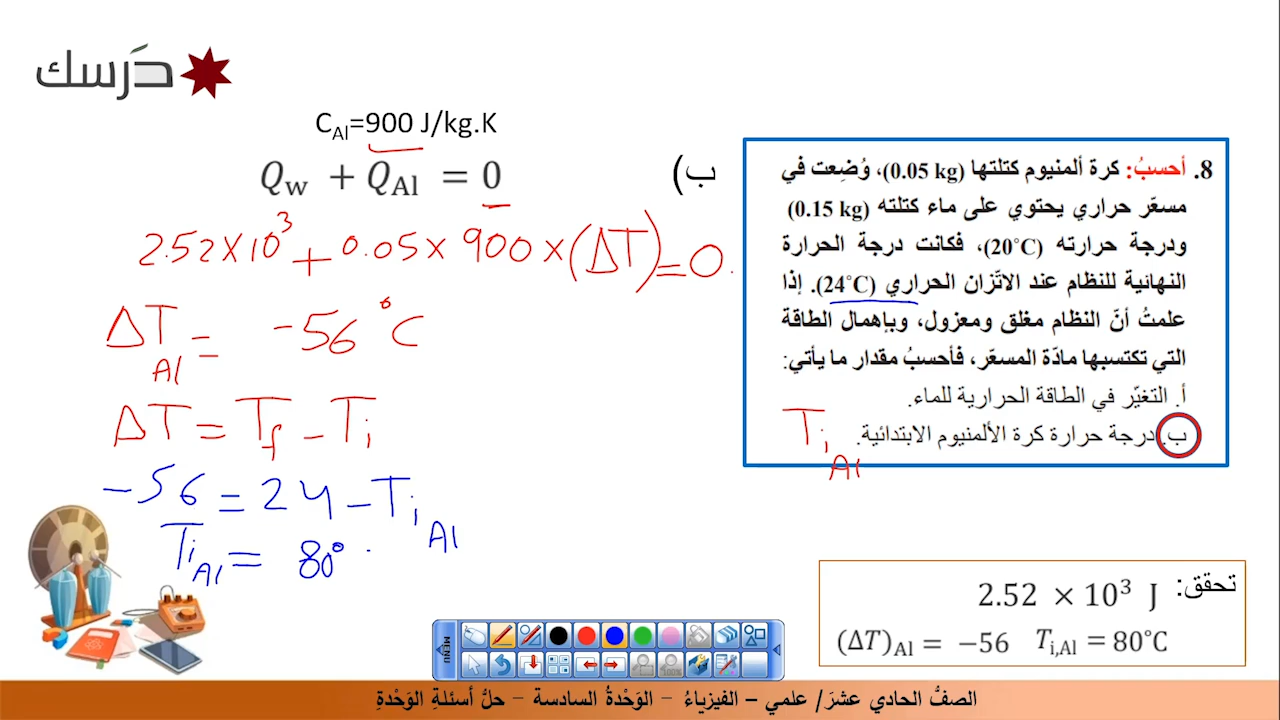 دَرسك
C_Al=900 J/kg.K
ب)
Q_w + Q_Al = 0
2.52×10³ + 0.05 × 900 × (ΔT) = 0.
ΔT_Al = -56°C
ΔT = T_f - T_i
-56 = 24 - T_i Al
T_i Al = 80°
8. أحسبُ: كرة ألمنيوم كتلتها (0.05 kg)، وُضِعت في
مسعّر حراري يحتوي على ماء كتلته (0.15 kg)
ودرجة حرارته (20°C)، فكانت درجة الحرارة
النهائية للنظام عند الاتّزان الحراري (24°C). إذا
علمتُ أنّ النظام مغلق ومعزول، وبإهمال الطاقة
التي تكتسبها مادّة المسعّر، فأحسبُ مقدار ما يأتي:
أ. التغيّر في الطاقة الحرارية للماء.
ب. درجة حرارة كرة الألمنيوم الابتدائية.
T_i Al
تحقق:
2.52 × 10³ J
(ΔT)_Al = −56 T_i,Al = 80°C
MENU
الصفُّ الحادي عشرَ/ علمي – الفيزياءُ – الوَحْدةُ السادسة – حلُّ أسئلةِ الوَحْدةِ